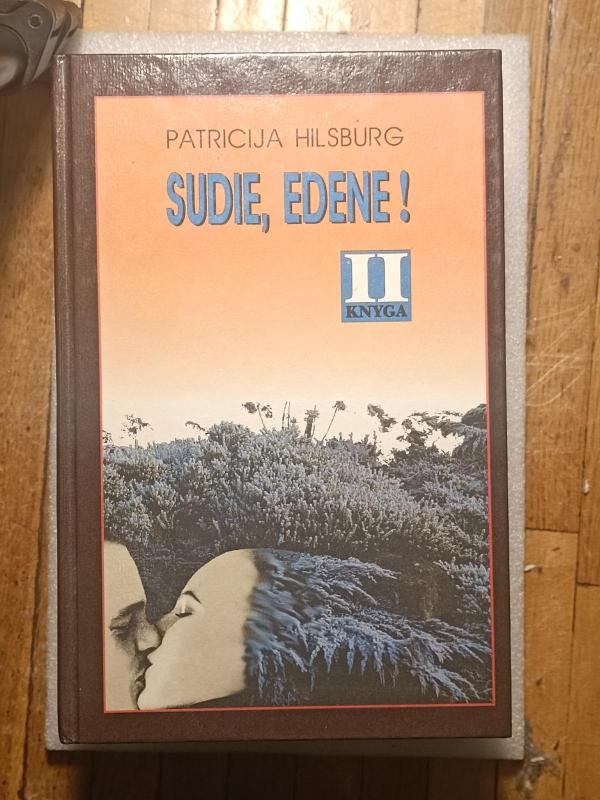 PATRICIJA HILSBURG
SUDIE, EDENE!
II
KNYGA